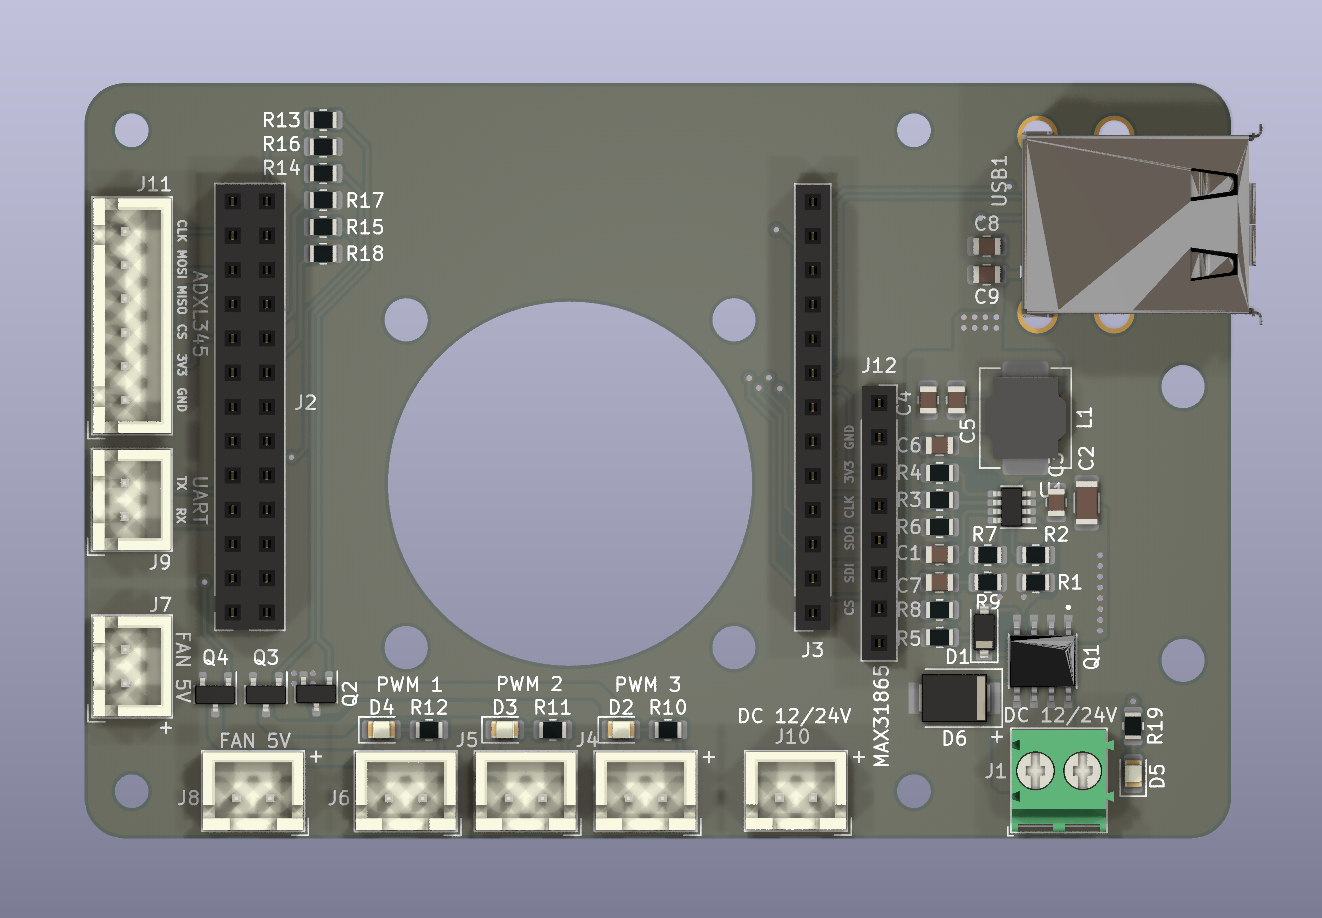 R13
R16
R14
R17
R15
R18
J11
CLK MOSI MISO CS 3V3 GND
ADXL345
J2
USB1
C8
C9
J12
C4
C5
L1
C6
C2
R4
R3
R6
R7
R2
C1
C7
R1
R9
R8
R5
GND
3V3
CLK
SDO
SDI
CS
MAX31865
J3
TX RX
UART
J9
J7
FAN 5V
+
Q4
Q3
Q2
PWM 1
PWM 2
PWM 3
D4
R12
D3
R11
D2
R10
D1
Q1
D6
DC 12/24V
+
DC 12/24V
J10
+
R19
D5
J1
FAN 5V
+
J8
J6
J5
J4
+